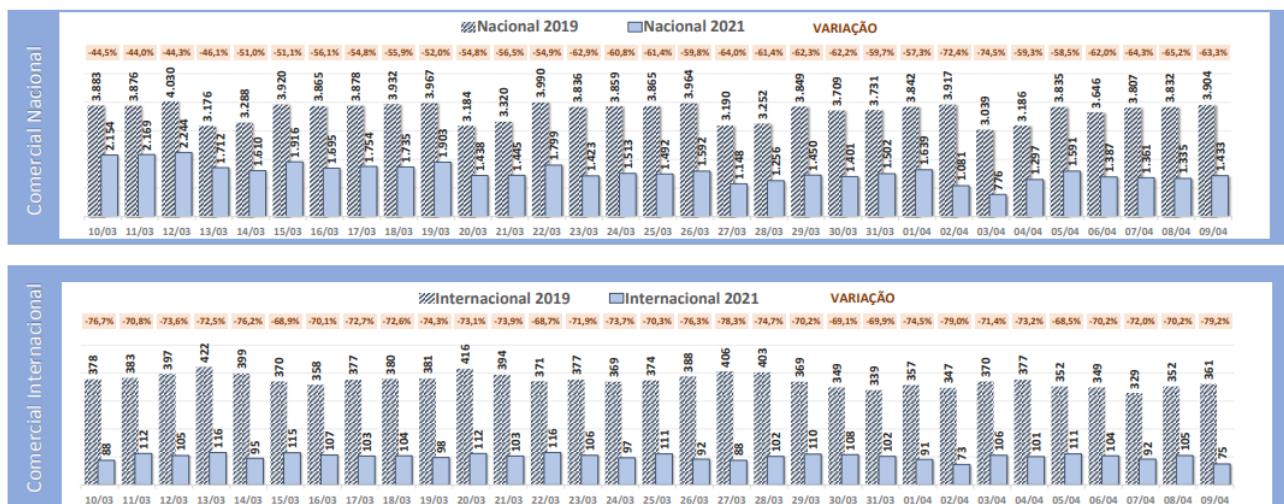 Comercial Nacional
Nacional 2019 Nacional 2021 VARIAÇÃO
-44,5% -44,0% -44,3% -46,1% -51,0% -51,1% -56,1% -54,8% -55,9% -52,0% -54,8% -56,5% -54,9% -62,9% -60,8% -61,4% -59,8% -64,0% -61,4% -62,3% -62,2% -59,7% -57,3% -72,4% -74,5% -59,3% -58,5% -62,0% -64,3% -65,2% -63,3%
3.883 3.876 4.030 3.176 3.288 3.920 3.865 3.878 3.932 3.967 3.184 3.320 3.990 3.836 3.859 3.865 3.964 3.190 3.252 3.849 3.709 3.731 3.842 3.917 3.039 3.186 3.835 3.646 3.807 3.832 3.904
2.154 2.169 2.244 1.712 1.610 1.916 1.695 1.754 1.735 1.903 1.438 1.445 1.799 1.423 1.513 1.492 1.592 1.148 1.256 1.450 1.401 1.502 1.639 1.081 776 1.297 1.591 1.387 1.361 1.335 1.433
10/03 11/03 12/03 13/03 14/03 15/03 16/03 17/03 18/03 19/03 20/03 21/03 22/03 23/03 24/03 25/03 26/03 27/03 28/03 29/03 30/03 31/03 01/04 02/04 03/04 04/04 05/04 06/04 07/04 08/04 09/04
Comercial Internacional
Internacional 2019 Internacional 2021 VARIAÇÃO
-76,7% -70,8% -73,6% -72,5% -76,2% -68,9% -70,1% -72,7% -72,6% -74,3% -73,1% -73,9% -68,7% -71,9% -73,7% -70,3% -76,3% -78,3% -74,7% -70,2% -69,1% -69,9% -74,5% -79,0% -71,4% -73,2% -68,5% -70,2% -72,0% -70,2% -79,2%
378 383 397 422 399 370 358 377 380 381 416 394 371 377 369 374 388 406 403 369 349 339 357 347 370 377 352 349 329 352 361
88 112 105 116 95 115 107 103 104 98 112 103 116 106 97 111 92 88 102 110 108 102 91 73 106 101 111 104 92 105 75
10/03 11/03 12/03 13/03 14/03 15/03 16/03 17/03 18/03 19/03 20/03 21/03 22/03 23/03 24/03 25/03 26/03 27/03 28/03 29/03 30/03 31/03 01/04 02/04 03/04 04/04 05/04 06/04 07/04 08/04 09/04